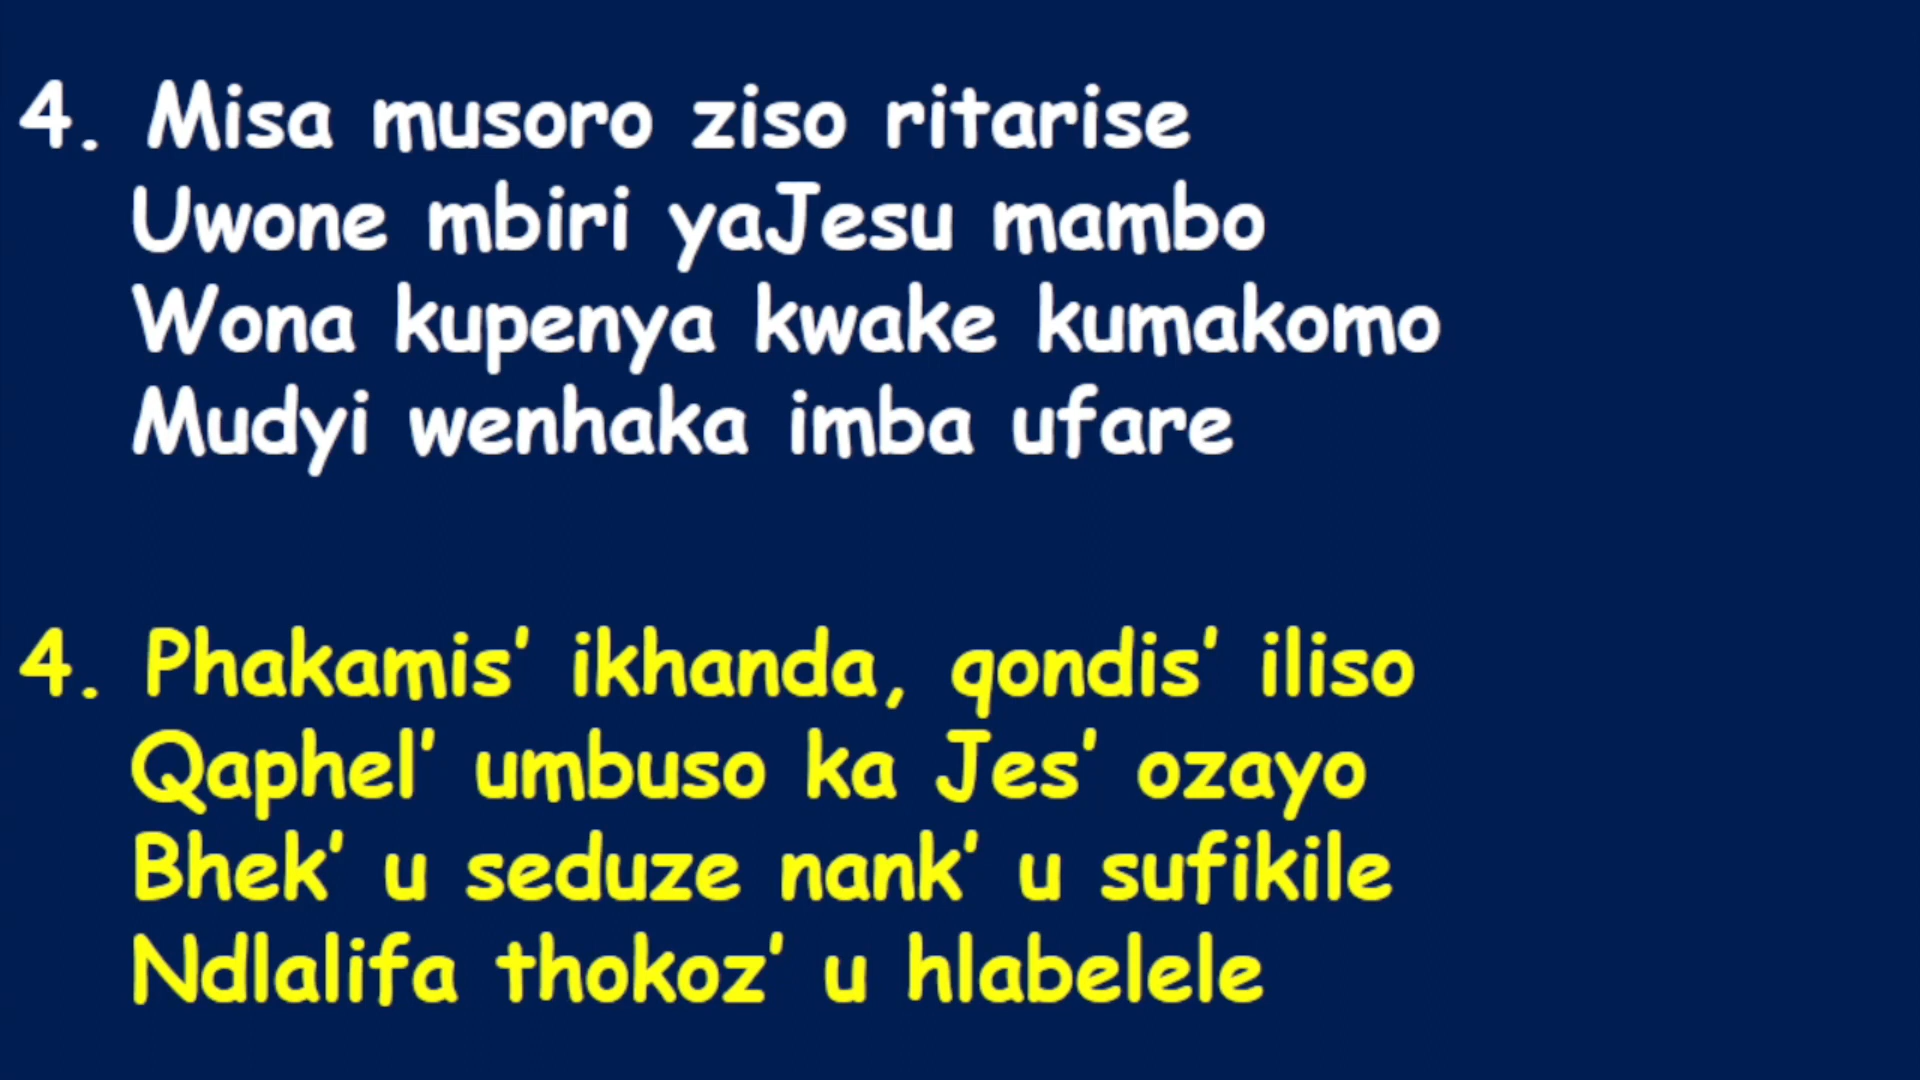 4. Misa musoro ziso ritarise
Uwone mbiri yaJesu mambo
Wona kupenya kwake kumakomo
Mudyi wenhaka imba ufare
4. Phakamis' ikhanda, qondis' iliso
Qaphel' umbuso ka Jes' ozayo
Bhek' u seduze nank' u sufikile
Ndlalifa thokoz' u hlabelele